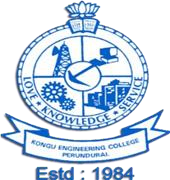 LOVE • KNOWLEDGE • SERVICE
KONGU ENGINEERING COLLEGE
PERUNDURAI
Estd : 1984